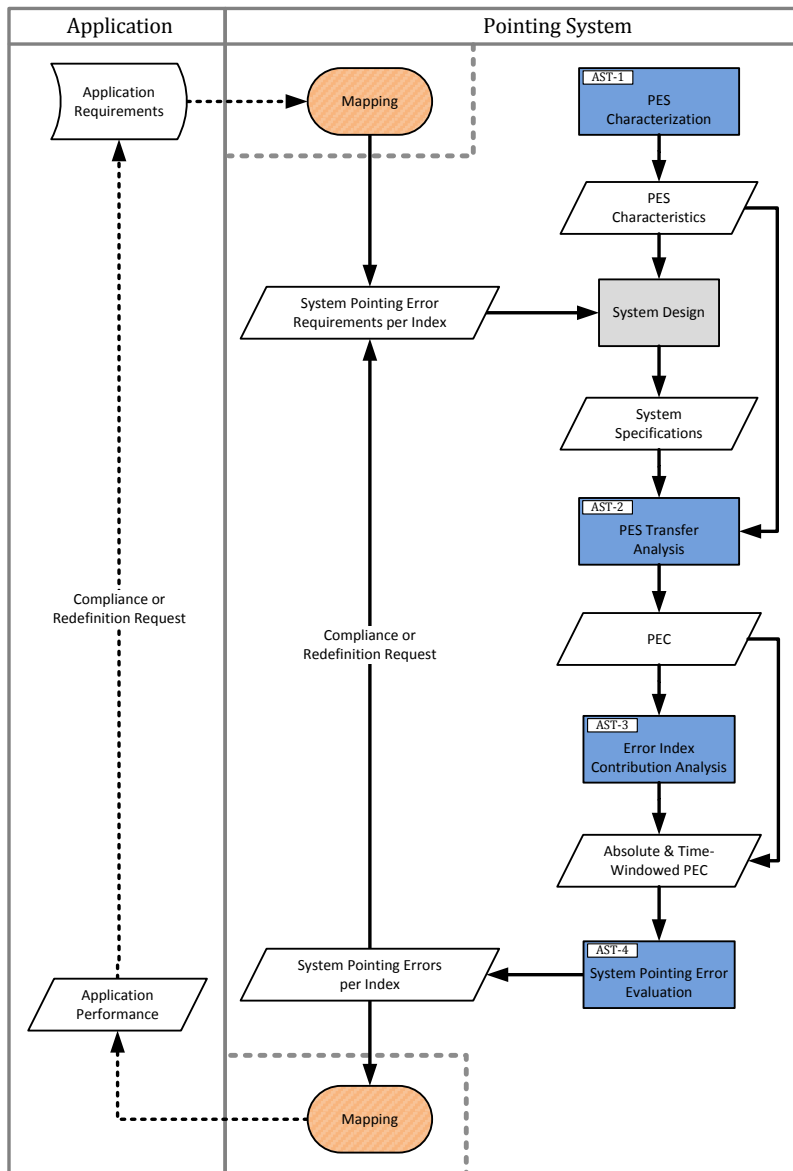 Application
Pointing System
Application
Requirements
Mapping
AST-1
PES
Characterization
PES
Characteristics
System Pointing Error
Requirements per Index
System Design
System
Specifications
AST-2
PES Transfer
Analysis
Compliance or
Redefinition Request
Compliance or
Redefinition Request
PEC
AST-3
Error Index
Contribution Analysis
Absolute & Time-
Windowed PEC
AST-4
System Pointing Error
Evaluation
System Pointing Errors
per Index
Application
Performance
Mapping